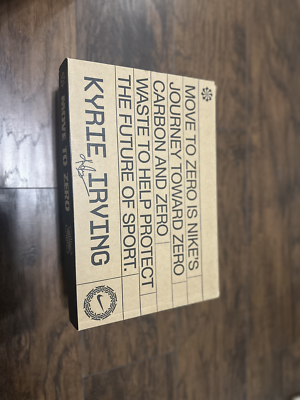 MOVE TO ZERO IS NIKE'S
JOURNEY TOWARD ZERO
CARBON AND ZERO
WASTE TO HELP PROTECT
THE FUTURE OF SPORT.
KYRIE IRVING
MOVE TO ZERO